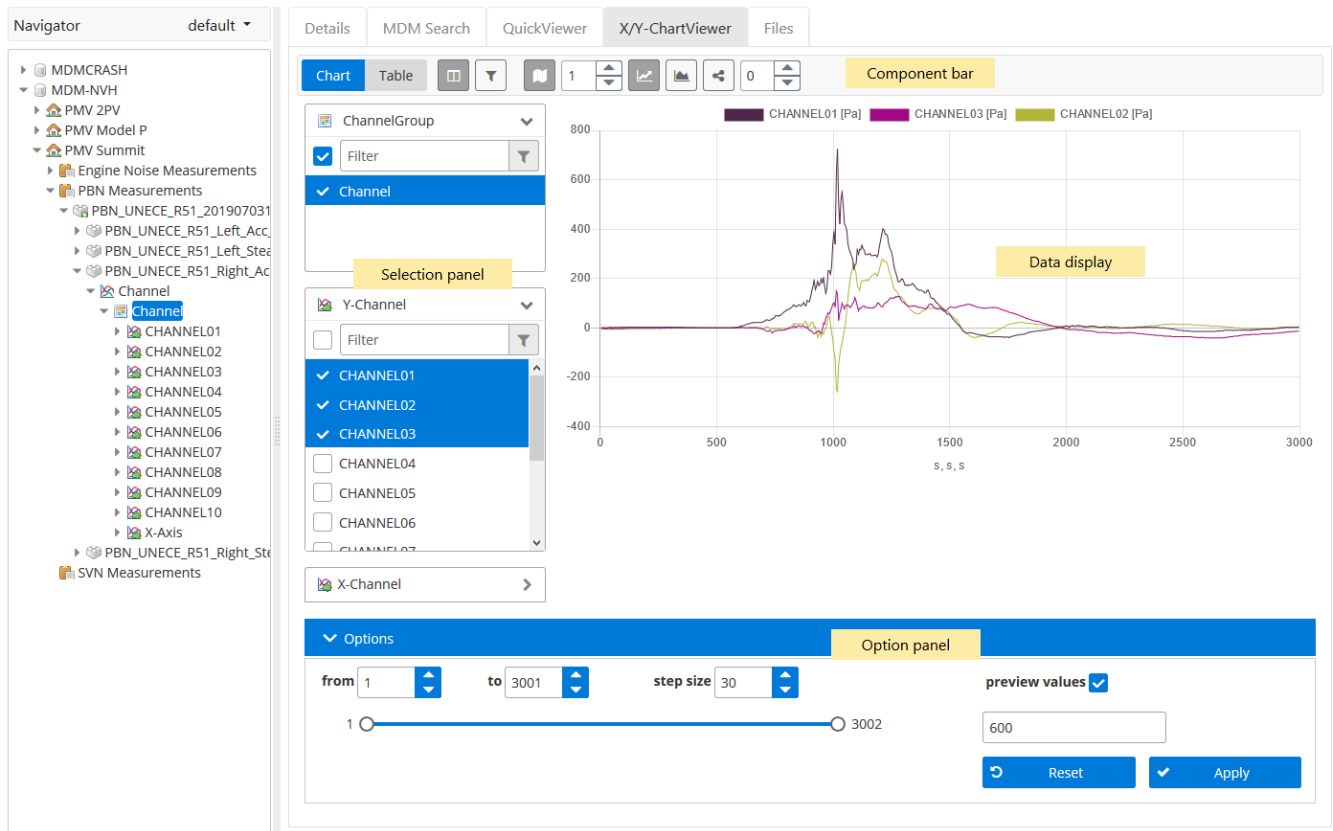 Navigator default
Details MDM Search QuickViewer X/Y-ChartViewer Files
MDMCRASH
MDM-NVH
PMV 2PV
PMV Model P
PMV Summit
Engine Noise Measurements
PBN Measurements
PBN_UNECE_R51_201907031
PBN_UNECE_R51_Left_Acc_
PBN_UNECE_R51_Left_Stea
PBN_UNECE_R51_Right_Ac
Channel
Channel
CHANNEL01
CHANNEL02
CHANNEL03
CHANNEL04
CHANNEL05
CHANNEL06
CHANNEL07
CHANNEL08
CHANNEL09
CHANNEL10
X-Axis
PBN_UNECE_R51_Right_Ste
SVN Measurements
Chart Table 1 0 Component bar
ChannelGroup
Filter
Channel
Selection panel
Y-Channel
Filter
CHANNEL01
CHANNEL02
CHANNEL03
CHANNEL04
CHANNEL05
CHANNEL06
CHANNEL07
X-Channel
CHANNEL01 [Pa] CHANNEL03 [Pa] CHANNEL02 [Pa]
800
600
400
200
0
-200
-400
Data display
0 500 1000 1500 2000 2500 3000
s, s, s
Options
Option panel
from 1 to 3001 step size 30 preview values
1 3002
600
Reset Apply